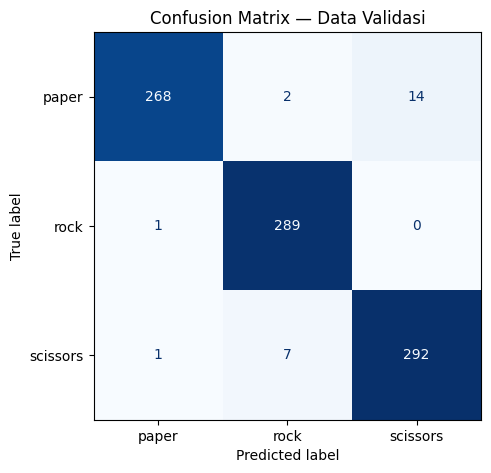 Confusion Matrix — Data Validasi
True label
paper 268 2 14
rock 1 289 0
scissors 1 7 292
paper rock scissors
Predicted label